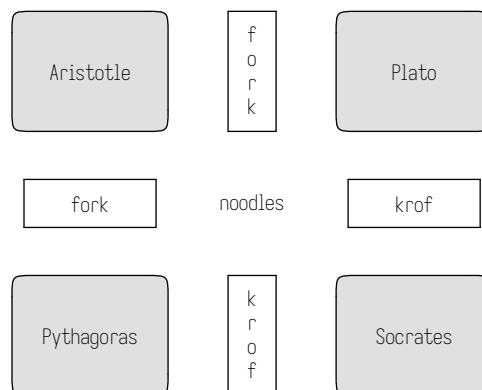 Aristotle
f
o
r
k
Plato
fork
noodles
krof
Pythagoras
k
r
o
f
Socrates